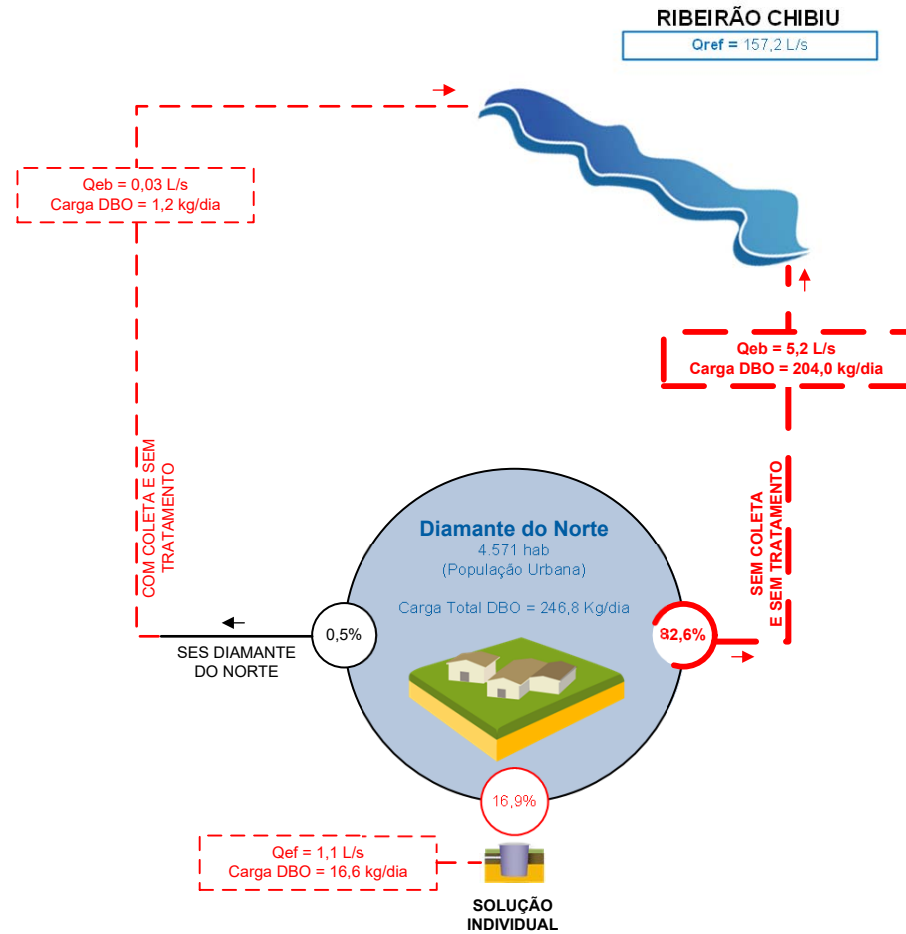 RIBEIRÃO CHIBIU
Qref = 157,2 L/s
Qeb = 0,03 L/s
Carga DBO = 1,2 kg/dia
Qeb = 5,2 L/s
Carga DBO = 204,0 kg/dia
COM COLETA E SEM
TRATAMENTO
SEM COLETA
E SEM TRATAMENTO
Diamante do Norte
4.571 hab
(População Urbana)
Carga Total DBO = 246,8 Kg/dia
0,5%
82,6%
SES DIAMANTE
DO NORTE
16,9%
Qef = 1,1 L/s
Carga DBO = 16,6 kg/dia
SOLUÇÃO
INDIVIDUAL